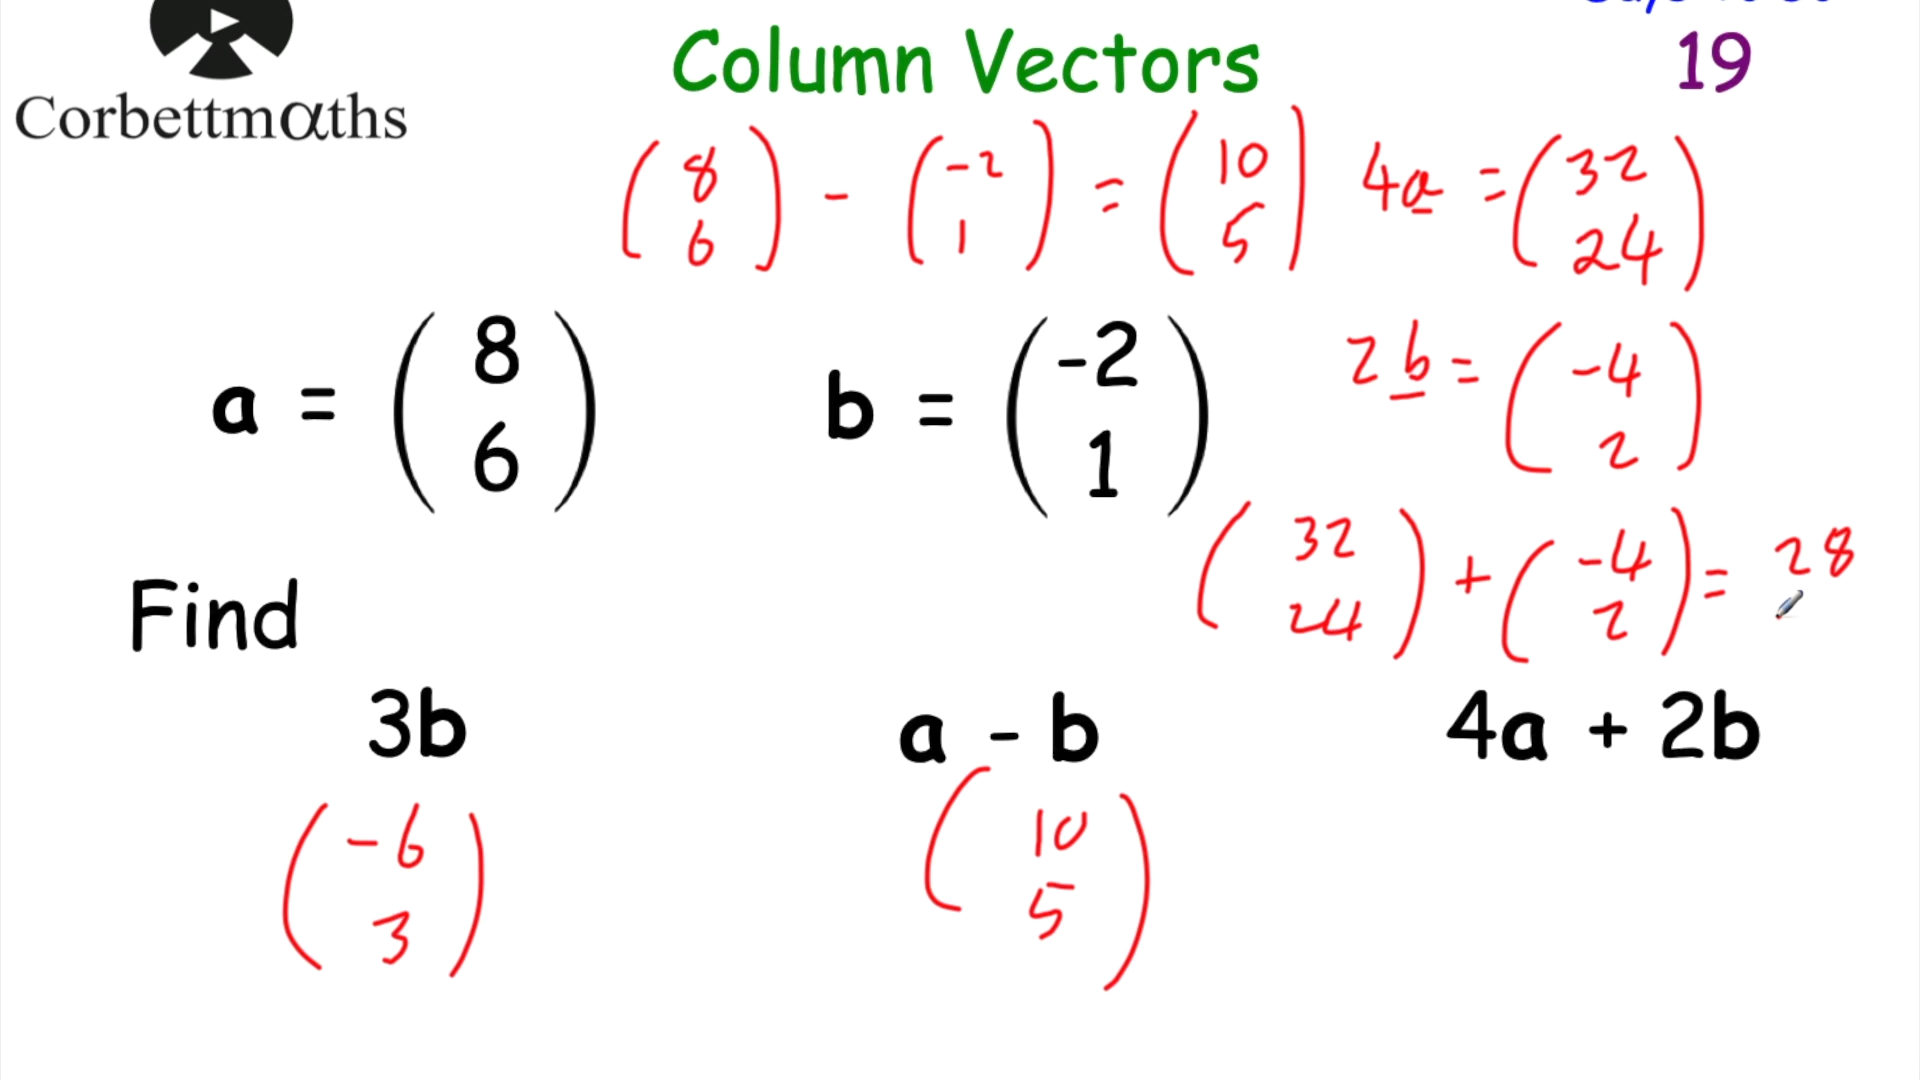 Column Vectors
19
Corbettmαths
( 8 6 ) - ( -2 1 ) = ( 10 5 )
4a = ( 32 24 )
a = ( 8 6 )
b = ( -2 1 )
2b = ( -4 2 )
( 32 24 ) + ( -4 2 ) = 28
Find
3b
a - b
4a + 2b
( -6 3 )
( 10 5 )